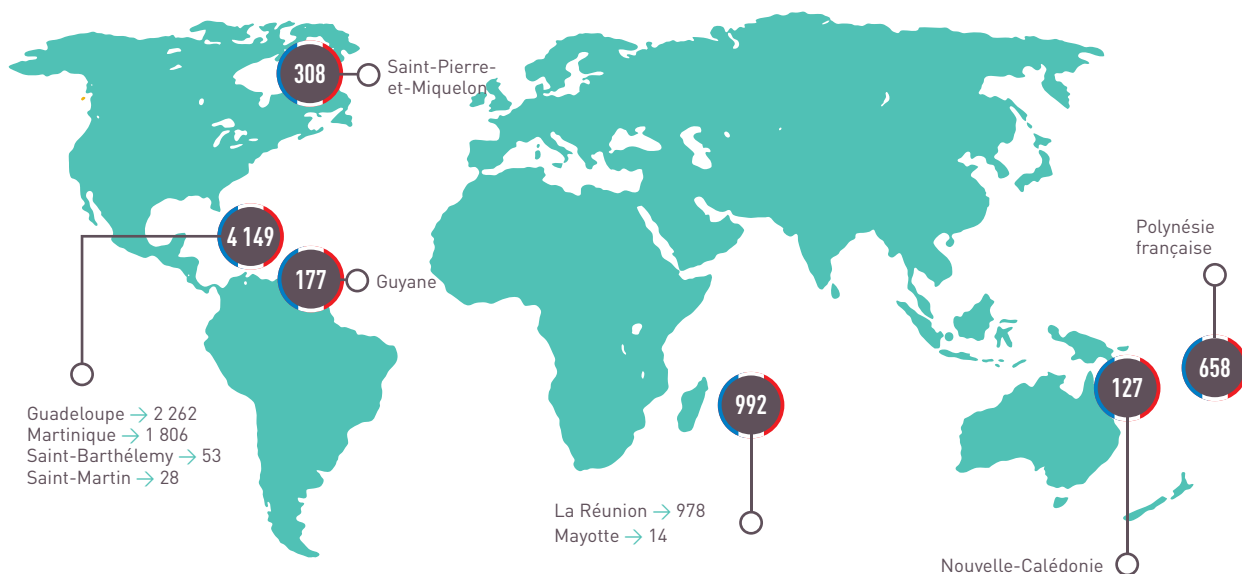 308
Saint-Pierre-
et-Miquelon
4 149
177
Guyane
Guadeloupe → 2 262
Martinique → 1 806
Saint-Barthélemy → 53
Saint-Martin → 28
992
La Réunion → 978
Mayotte → 14
Polynésie
française
658
127
Nouvelle-Calédonie